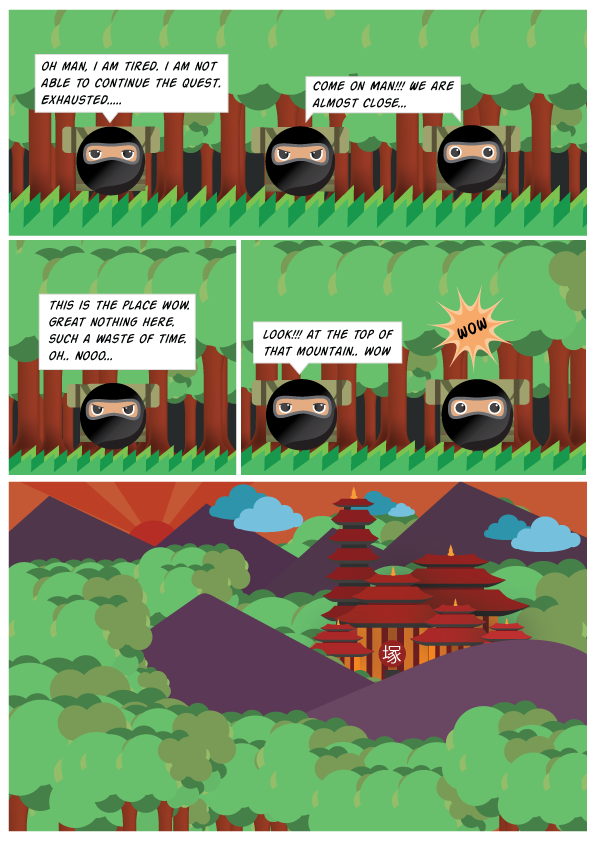 OH MAN, I AM TIRED. I AM NOT
ABLE TO CONTINUE THE QUEST.
EXHAUSTED.....
COME ON MAN!!! WE ARE
ALMOST CLOSE...
THIS IS THE PLACE WOW.
GREAT NOTHING HERE.
SUCH A WASTE OF TIME.
OH.. NOOO...
LOOK!!! AT THE TOP OF
THAT MOUNTAIN.. WOW
WOW
塚